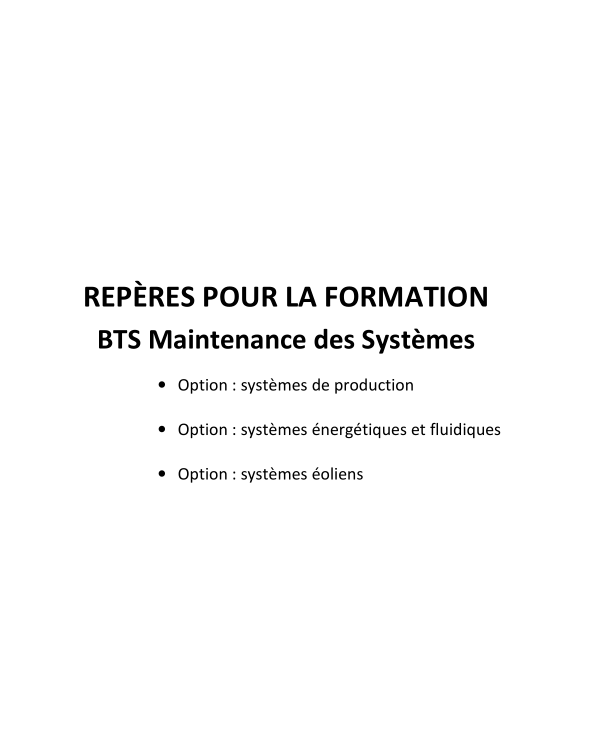 REPÈRES POUR LA FORMATION
BTS Maintenance des Systèmes
• Option : systèmes de production
• Option : systèmes énergétiques et fluidiques
• Option : systèmes éoliens